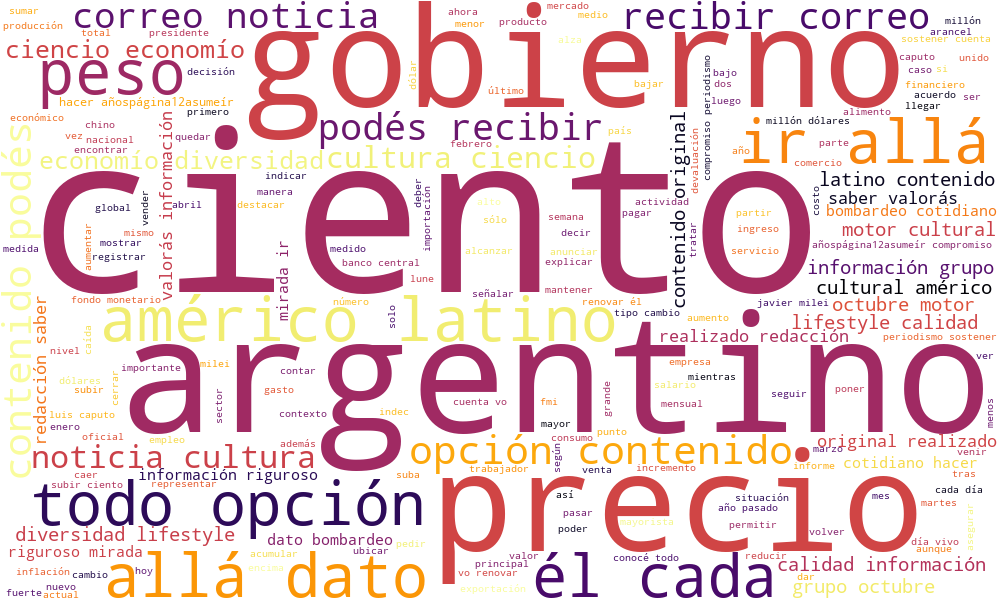 sumar
correo noticia
ahora
mercado
recibir correo
millón
producción
menor
producto
medio
arancel
total
presidente
gobierno
alta
sostener cuenta
ciencio economío
peso
decisión
dólar
caputo
si
unido
bajo
caso
financiero
último
bajar
dos
acuerdo
ser
hacer añospágina12asumeír
luego
llegar
económico
primero
podés recibir
millón dólares
alimento
chino
vez
quedar
país
compromiso periodismo
parte
nacional
ir allá
encontrar
febrero
año
devaluación
economío diversidad
cultura ciencio
comercio
contenido podés
valorás información
indicar
contenido original
latino contenido
manera
deber
actividad
costo
saber valorás
ciento
vender
alto
pagar
partir
global
abril
destacar
sólo
semana
bombardeo cotidiano
mismo
importación
decir
ingreso
motor cultural
medida
mostrar
medido
tratar
aumentar
registrar
banco central
alcanzar
anunciar
servicio
añospágina12asumeír compromiso
mirada ir
lune
explicar
información grupo
señalar
mantener
cultural américo
fondo monetario
número
renovar él
javier milei
octubre motor
redacción saber
américo latino
solo
tipo cambio
aumento
lifestyle calidad
caída
realizado redacción
periodismo sostener
nivel
argentino
importante
milei
contar
empresa
ver
dólares
cerrar
mientras
subir
sector
gasto
salario
seguir
poner
cuenta vo
fmi
grande
mensual
menos
luis caputo
contexto
indec
enero
mayor
punto
oficial
empleo
además
según
consumo
original realizado
noticia cultura
opción contenido
marzo
venir
caer
suba
trabajador
venta
incremento
informe
cotidiano hacer
información riguroso
tras
subir ciento
representar
precio
todo opción
así
situación
mes
cada día
año pasado
martes
pasar
diversidad lifestyle
dato bombardeo
mayorista
permitir
poder
volver
día vivo
asegurar
riguroso mirada
ubicar
pedir
aunque
acumular
valor
conocé todo
reducir
calidad información
principal
inflación
cambio
hoy
allá dato
vo renovar
él cada
dar
nuevo
exportación
grupo octubre
fuerte
actual